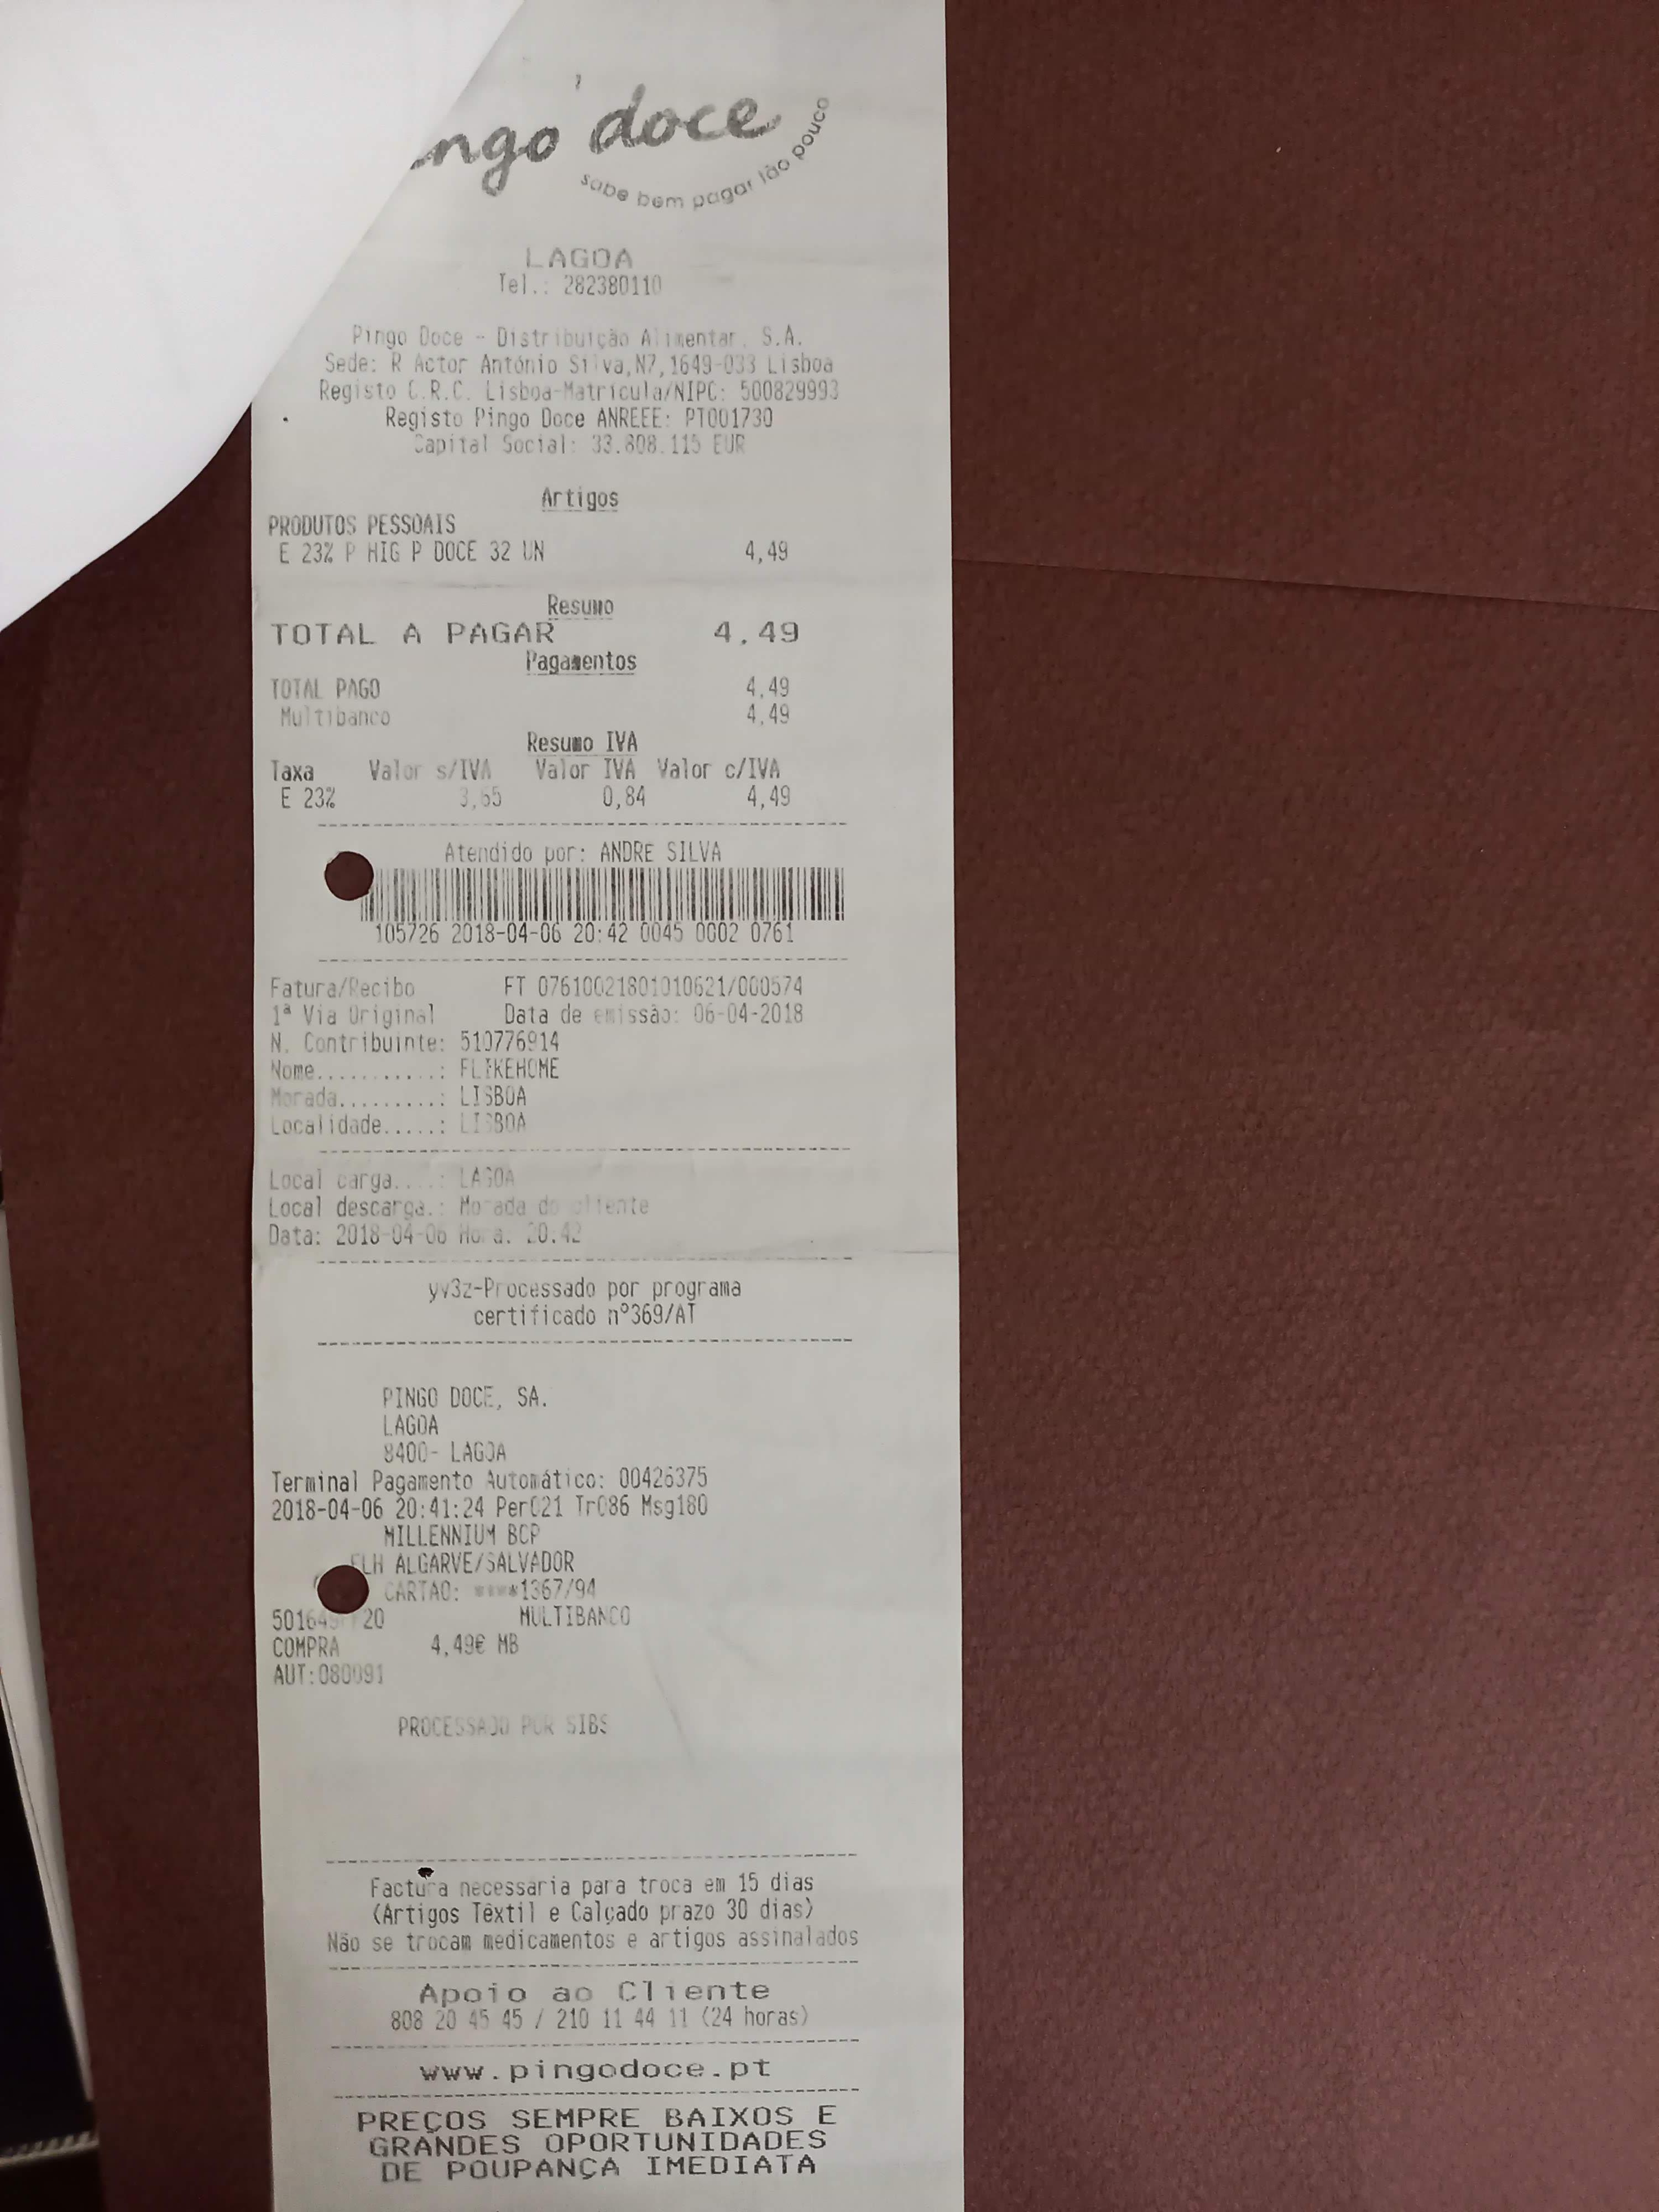 ngo doce
sabe bem pagar tão pouco
LAGOA
Tel.: 282380110
Pingo Doce - Distribuição Alimentar, S.A.
Sede: R Actor António Silva,N7,1649-033 Lisboa
Registo C.R.C. Lisboa-Matrícula/NIPC: 500829993
Registo Pingo Doce ANREEE: PT001730
Capital Social: 33.808.115 EUR
Artigos
PRODUTOS PESSOAIS
E 23% P HIG P DOCE 32 UN 4,49
Resumo
TOTAL A PAGAR 4,49
Pagamentos
TOTAL PAGO 4,49
Multibanco 4,49
Resumo IVA
Taxa Valor s/IVA Valor IVA Valor c/IVA
E 23% 3,65 0,84 4,49
Atendido por: ANDRE SILVA
105726 2018-04-06 20:42 0045 0002 0761
Fatura/Recibo FT 07610021801010621/000574
1ª Via Original Data de emissão: 06-04-2018
N. Contribuinte: 510776914
Nome...........: FLIKEHOME
Morada.........: LISBOA
Localidade.....: LISBOA
Local carga....: LAGOA
Local descarga.: Morada do cliente
Data: 2018-04-06 Hora: 20:42
yv3z-Processado por programa
certificado nº369/AT
PINGO DOCE, SA.
LAGOA
8400- LAGOA
Terminal Pagamento Automático: 00426375
2018-04-06 20:41:24 Per021 Tr086 Msg180
MILLENNIUM BCP
FLH ALGARVE/SALVADOR
CARTAO: ****1367/94
MULTIBANCO
COMPRA 4,49€ MB
AUT:080091
PROCESSADO POR SIBS
Factura necessária para troca em 15 dias
(Artigos Têxtil e Calçado prazo 30 dias)
Não se trocam medicamentos e artigos assinalados
Apoio ao Cliente
808 20 45 45 / 210 11 44 11 (24 horas)
www.pingodoce.pt
PREÇOS SEMPRE BAIXOS E
GRANDES OPORTUNIDADES
DE POUPANÇA IMEDIATA